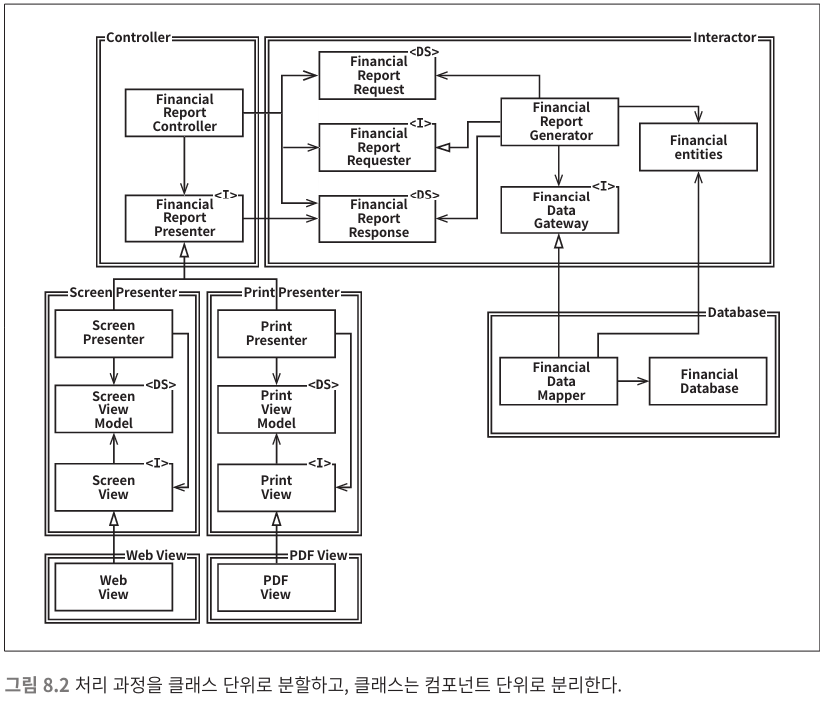 Controller
Interactor
Financial
Report
Controller
<I>
Financial
Report
Presenter
<DS>
Financial
Report
Request
<I>
Financial
Report
Requester
<DS>
Financial
Report
Response
Financial
Report
Generator
<I>
Financial
Data
Gateway
Financial
entities
Screen Presenter
Screen
Presenter
<DS>
Screen
View
Model
<I>
Screen
View
Print Presenter
Print
Presenter
<DS>
Print
View
Model
<I>
Print
View
Database
Financial
Data
Mapper
Financial
Database
Web View
Web
View
PDF View
PDF
View
그림 8.2 처리 과정을 클래스 단위로 분할하고, 클래스는 컴포넌트 단위로 분리한다.